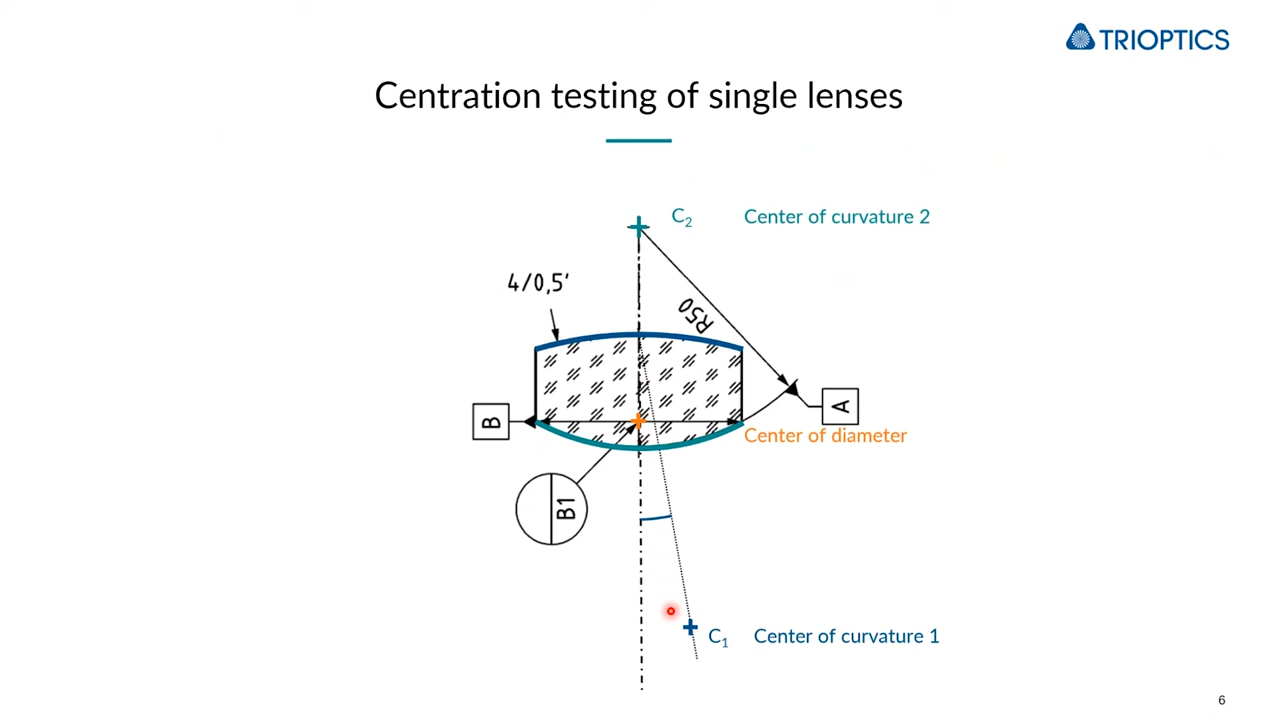 TRIOPTICS
Centration testing of single lenses
C₂ Center of curvature 2
4/0,5'
R50
A
B
Center of diameter
B1
C₁ Center of curvature 1
6